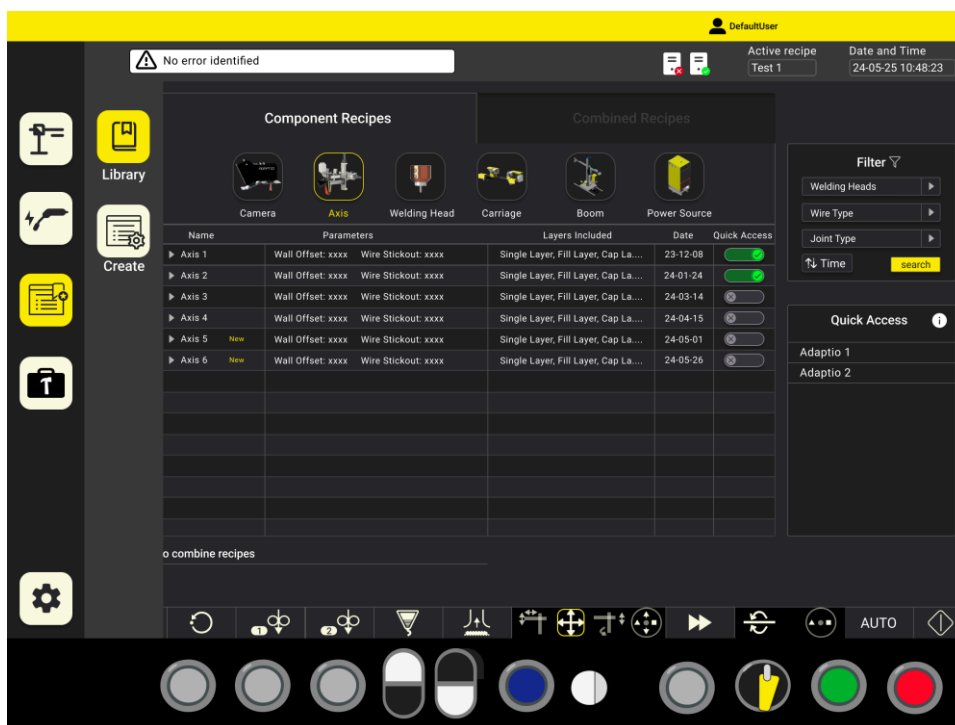 DefaultUser
No error identified
Active recipe
Test 1
Date and Time
24-05-25 10:48:23
Component Recipes
Combined Recipes
Library
Create
Camera
Axis
Welding Head
Carriage
Boom
Power Source
Name Parameters Layers Included Date Quick Access
Axis 1 Wall Offset: xxxx Wire Stickout: xxxx Single Layer, Fill Layer, Cap La.... 23-12-08
Axis 2 Wall Offset: xxxx Wire Stickout: xxxx Single Layer, Fill Layer, Cap La.... 24-01-24
Axis 3 Wall Offset: xxxx Wire Stickout: xxxx Single Layer, Fill Layer, Cap La.... 24-03-14
Axis 4 Wall Offset: xxxx Wire Stickout: xxxx Single Layer, Fill Layer, Cap La.... 24-04-15
Axis 5 New Wall Offset: xxxx Wire Stickout: xxxx Single Layer, Fill Layer, Cap La.... 24-05-01
Axis 6 New Wall Offset: xxxx Wire Stickout: xxxx Single Layer, Fill Layer, Cap La.... 24-05-26
Filter
Welding Heads
Wire Type
Joint Type
Time
search
Quick Access
Adaptio 1
Adaptio 2
o combine recipes
1
2
AUTO